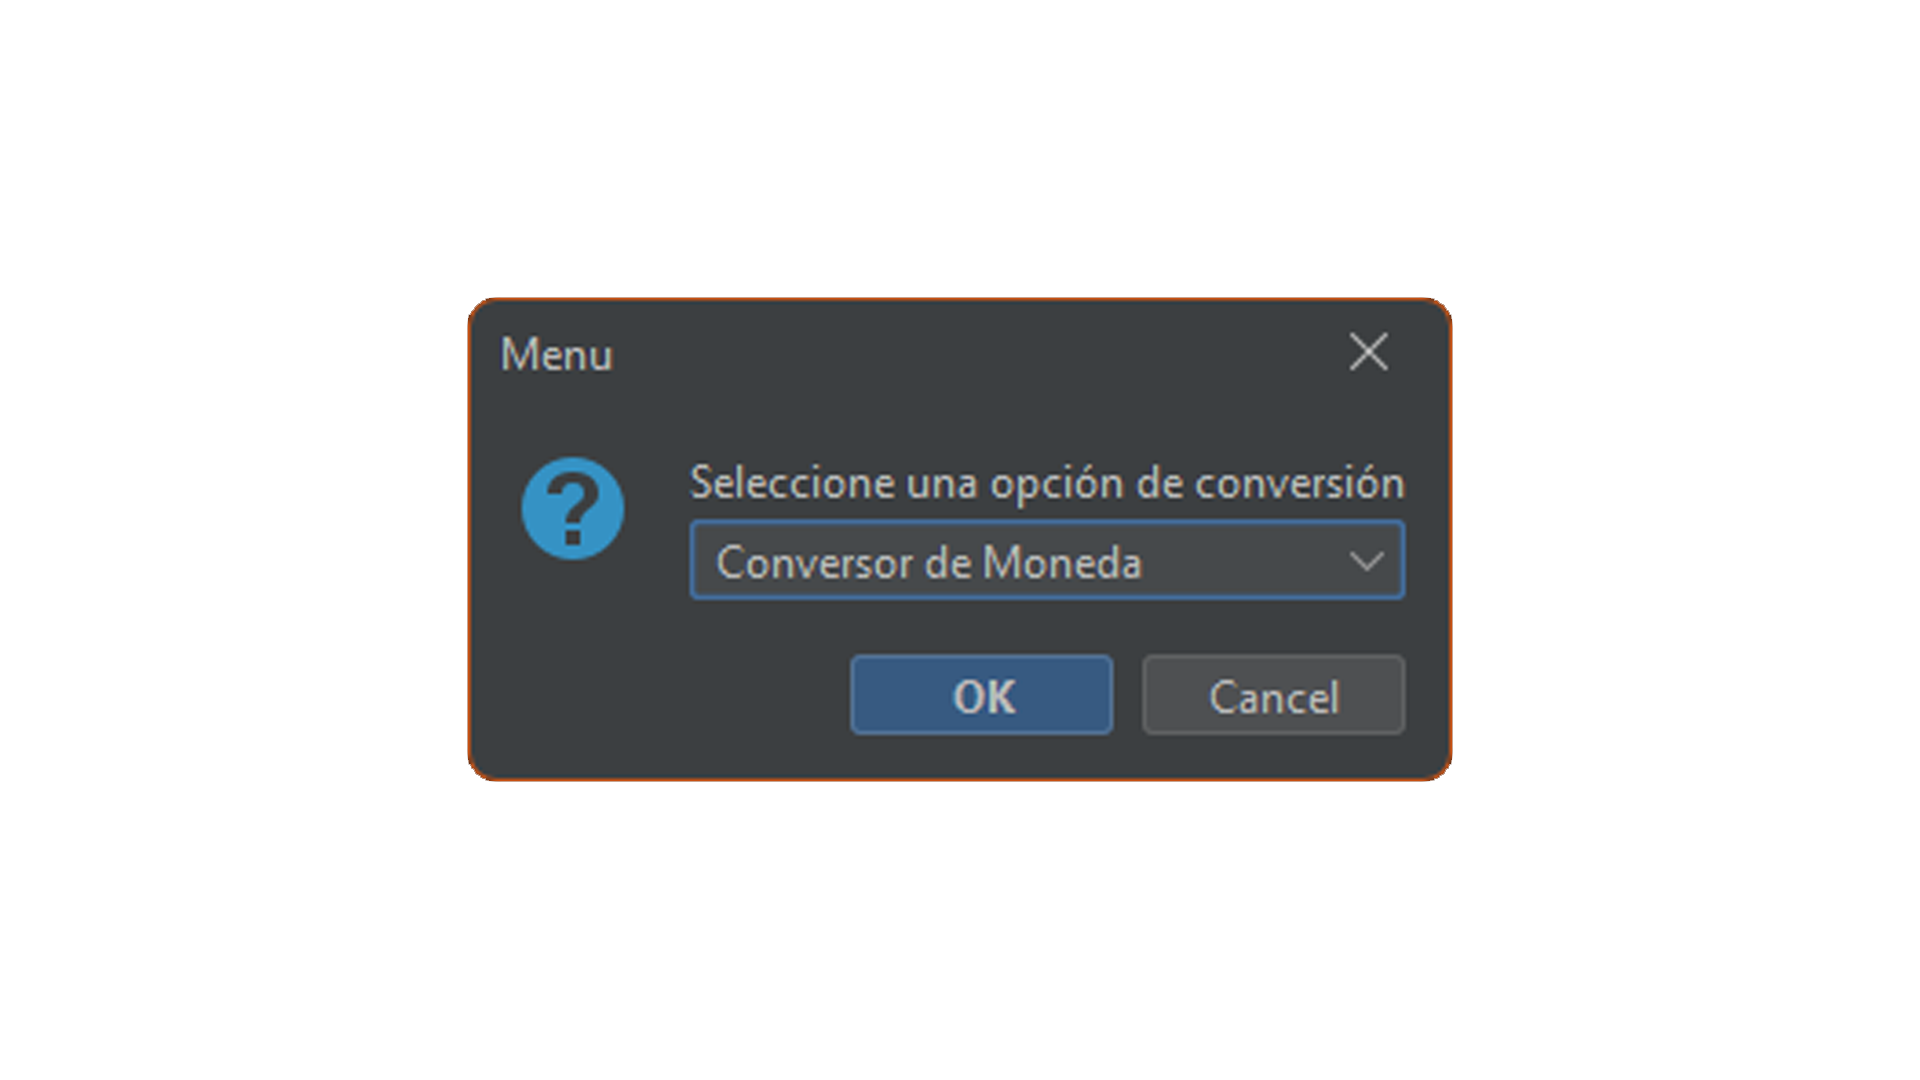 Menu
Seleccione una opción de conversión
Conversor de Moneda
OK
Cancel